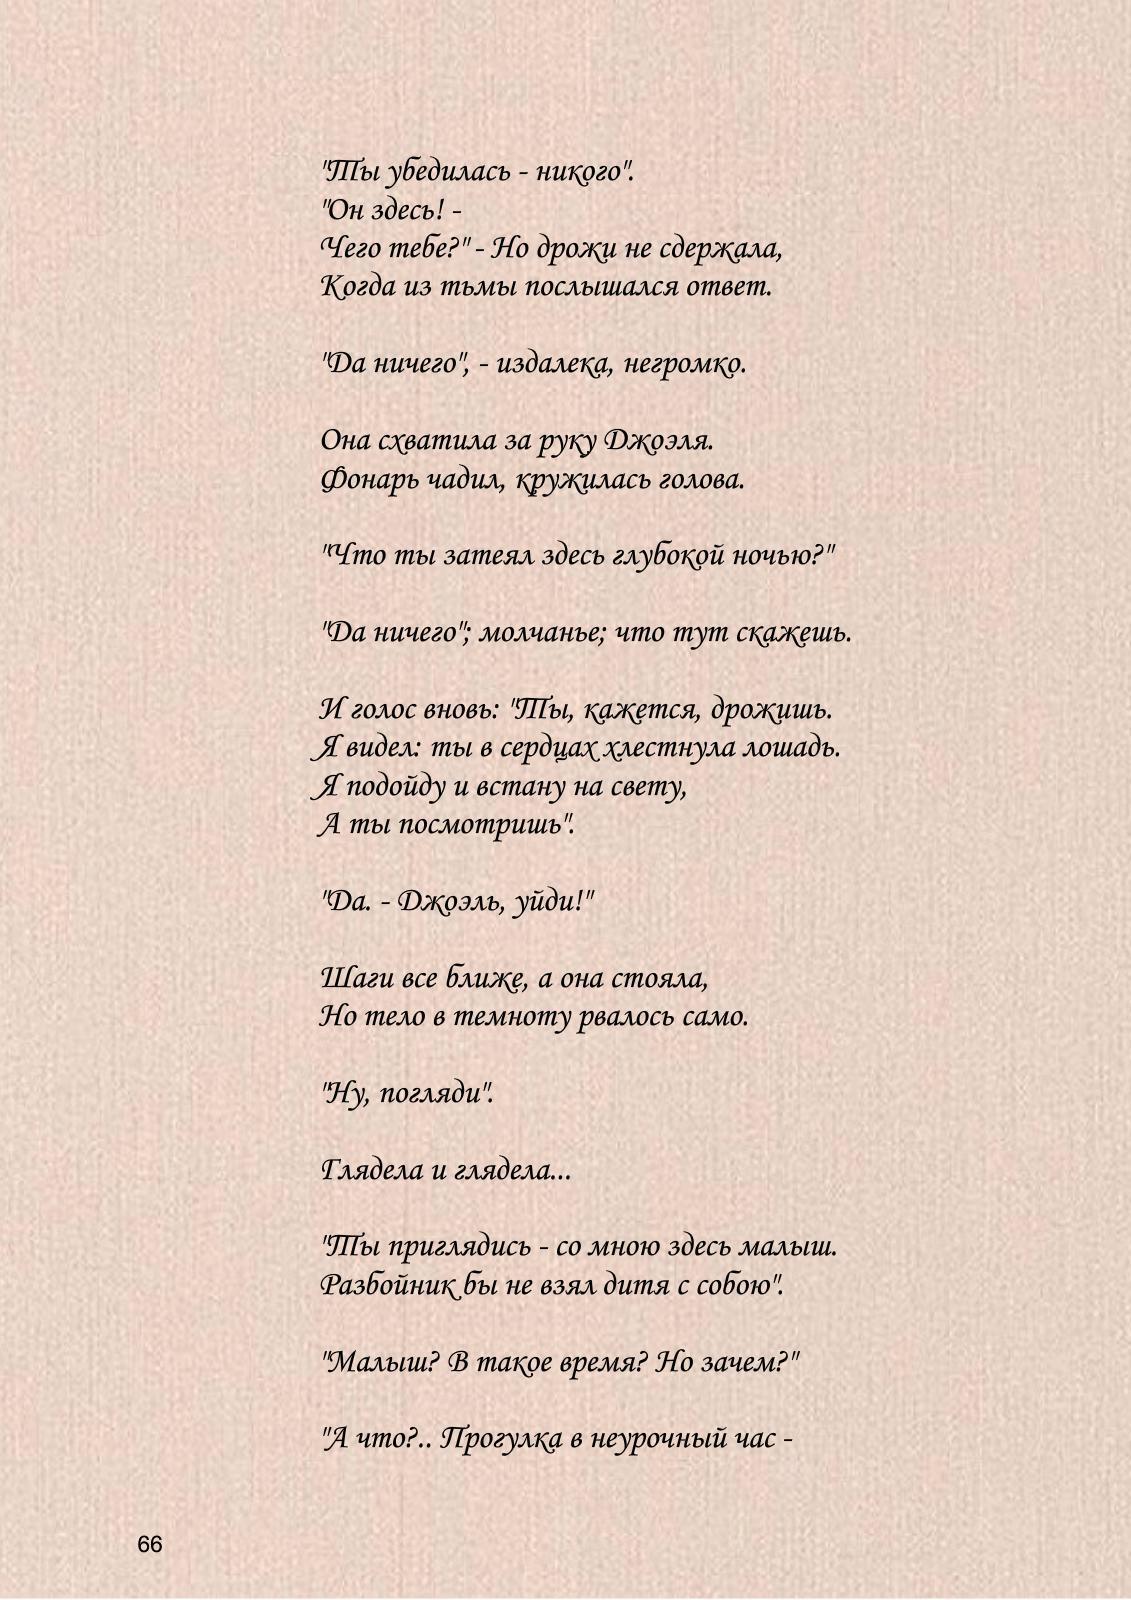 "Ты убедилась - никого".
"Он здесь! -
Чего тебе?" - Но дрожи не сдержала,
Когда из тьмы послышался ответ.
"Да ничего", - издалека, негромко.
Она схватила за руку Джоэля.
Фонарь чадил, кружилась голова.
"Что ты затеял здесь глубокой ночью?"
"Да ничего"; молчанье; что тут скажешь.
И голос вновь: "Ты, кажется, дрожишь.
Я видел: ты в сердцах хлестнула лошадь.
Я подойду и встану на свету,
А ты посмотришь".
"Да. - Джоэль, уйди!"
Шаги все ближе, а она стояла,
Но тело в темноту рвалось само.
"Ну, погляди".
Глядела и глядела...
"Ты приглядись - со мною здесь малыш.
Разбойник бы не взял дитя с собою".
"Малыш? В такое время? Но зачем?"
"А что?.. Прогулка в неурочный час -
66